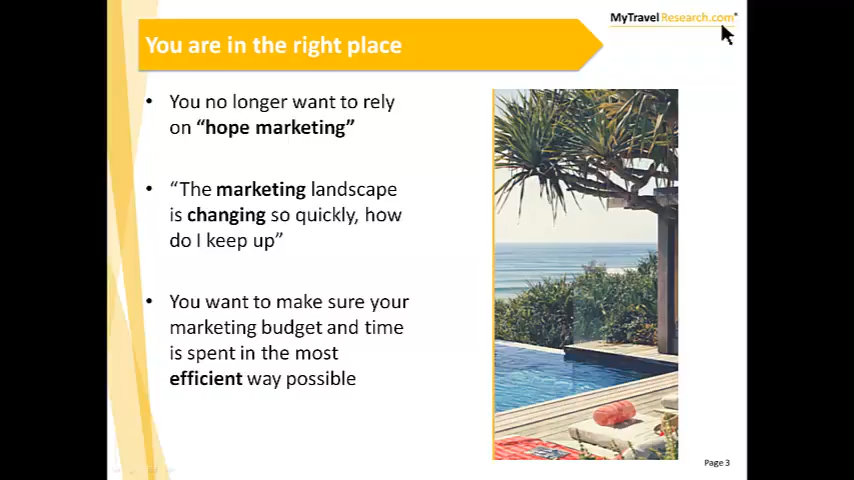 MyTravelResearch.com®
You are in the right place
• You no longer want to rely
on “hope marketing”
• “The marketing landscape
is changing so quickly, how
do I keep up”
• You want to make sure your
marketing budget and time
is spent in the most
efficient way possible
Page 3